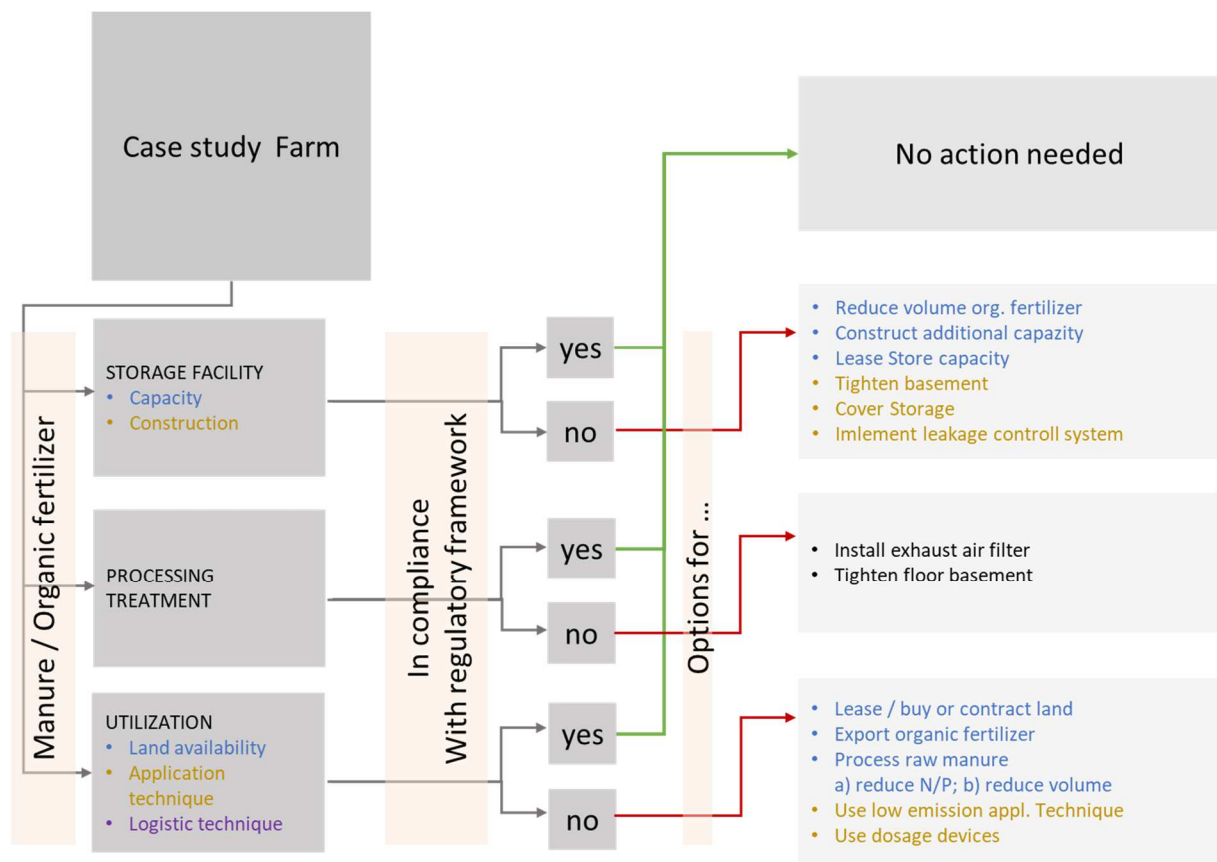 Case study Farm
No action needed
Manure / Organic fertilizer
STORAGE FACILITY
• Capacity
• Construction
PROCESSING
TREATMENT
UTILIZATION
• Land availability
• Application
technique
• Logistic technique
In compliance
With regulatory framework
yes
no
yes
no
yes
no
Options for ...
• Reduce volume org. fertilizer
• Construct additional capazity
• Lease Store capacity
• Tighten basement
• Cover Storage
• Imlement leakage controll system
• Install exhaust air filter
• Tighten floor basement
• Lease / buy or contract land
• Export organic fertilizer
• Process raw manure
a) reduce N/P; b) reduce volume
• Use low emission appl. Technique
• Use dosage devices